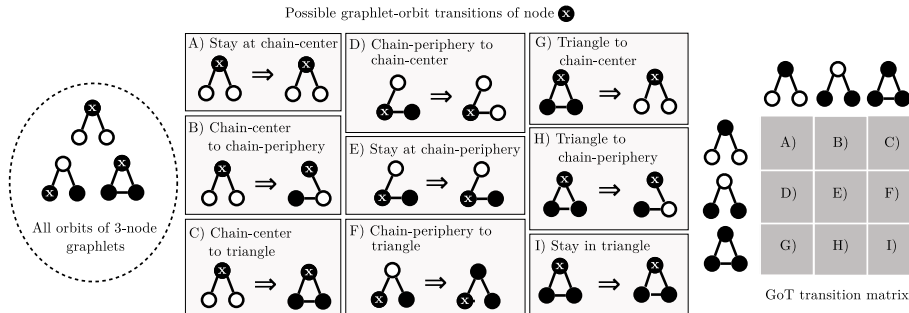 Possible graphlet-orbit transitions of node x
A) Stay at chain-center
x
⇒
x
B) Chain-center
to chain-periphery
x
⇒
x
C) Chain-center
to triangle
x
⇒
x
D) Chain-periphery to
chain-center
x
⇒
x
E) Stay at chain-periphery
x
⇒
x
F) Chain-periphery to
triangle
x
⇒
x
G) Triangle to
chain-center
x
⇒
x
H) Triangle to
chain-periphery
x
⇒
x
I) Stay in triangle
x
⇒
x
x
x
All orbits of 3-node
graphlets
A) B) C)
D) E) F)
G) H) I)
GoT transition matrix